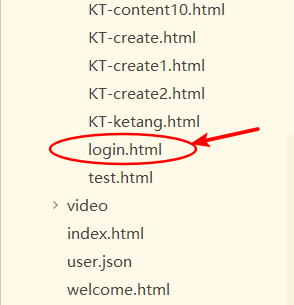 KT-content10.html
KT-create.html
KT-create1.html
KT-create2.html
KT-ketang.html
login.html
test.html
video
index.html
user.json
welcome.html